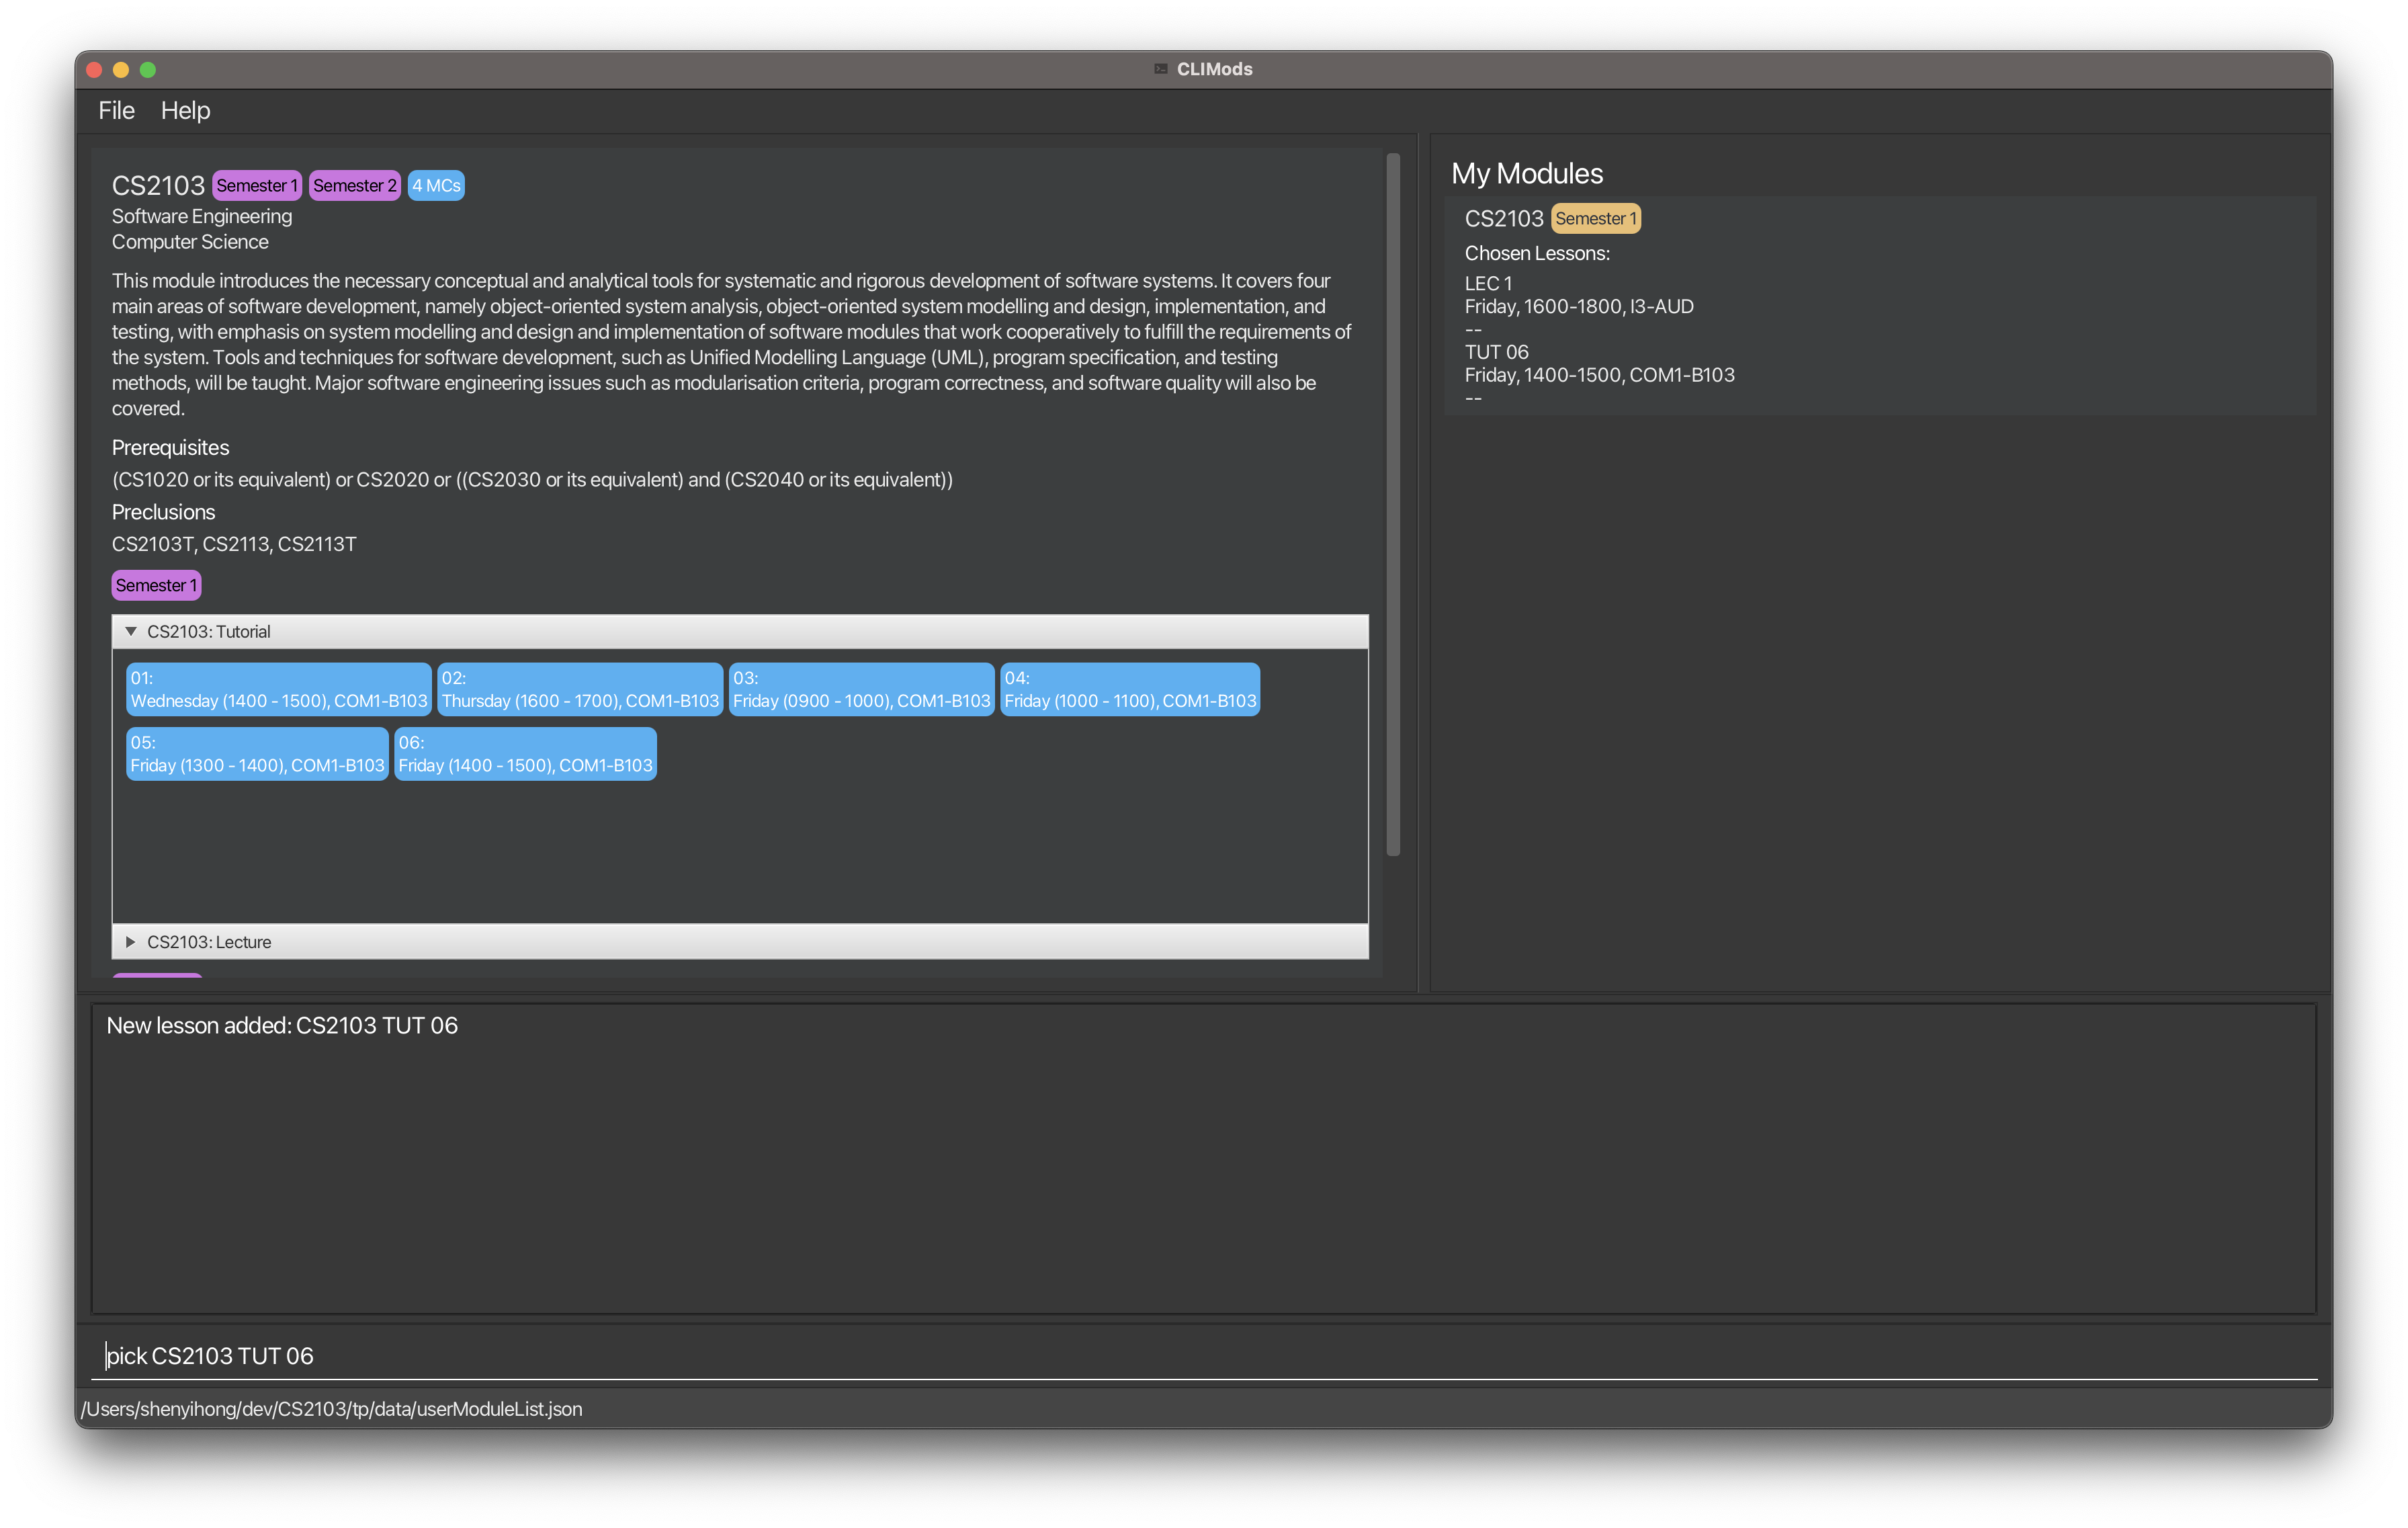 CLIMods
File Help
CS2103 Semester 1 Semester 2 4 MCs
Software Engineering
Computer Science
This module introduces the necessary conceptual and analytical tools for systematic and rigorous development of software systems. It covers four
main areas of software development, namely object-oriented system analysis, object-oriented system modelling and design, implementation, and
testing, with emphasis on system modelling and design and implementation of software modules that work cooperatively to fulfill the requirements of
the system. Tools and techniques for software development, such as Unified Modelling Language (UML), program specification, and testing
methods, will be taught. Major software engineering issues such as modularisation criteria, program correctness, and software quality will also be
covered.
Prerequisites
(CS1020 or its equivalent) or CS2020 or ((CS2030 or its equivalent) and (CS2040 or its equivalent))
Preclusions
CS2103T, CS2113, CS2113T
Semester 1
CS2103: Tutorial
01:
Wednesday (1400 - 1500), COM1-B103
02:
Thursday (1600 - 1700), COM1-B103
03:
Friday (0900 - 1000), COM1-B103
04:
Friday (1000 - 1100), COM1-B103
05:
Friday (1300 - 1400), COM1-B103
06:
Friday (1400 - 1500), COM1-B103
CS2103: Lecture
My Modules
CS2103 Semester 1
Chosen Lessons:
LEC 1
Friday, 1600-1800, I3-AUD
--
TUT 06
Friday, 1400-1500, COM1-B103
--
New lesson added: CS2103 TUT 06
pick CS2103 TUT 06
/Users/shenyihong/dev/CS2103/tp/data/userModuleList.json